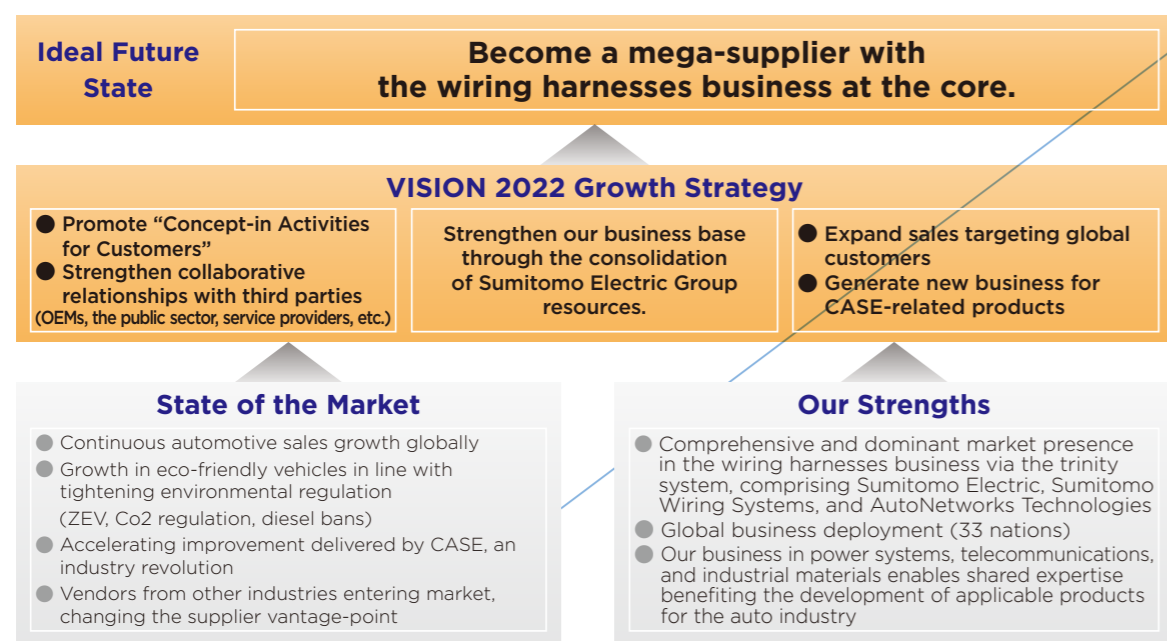 Ideal Future
State
Become a mega-supplier with
the wiring harnesses business at the core.
VISION 2022 Growth Strategy
● Promote “Concept-in Activities
for Customers”
● Strengthen collaborative
relationships with third parties
(OEMs, the public sector, service providers, etc.)
Strengthen our business base
through the consolidation
of Sumitomo Electric Group
resources.
● Expand sales targeting global
customers
● Generate new business for
CASE-related products
State of the Market
● Continuous automotive sales growth globally
● Growth in eco-friendly vehicles in line with
tightening environmental regulation
(ZEV, Co2 regulation, diesel bans)
● Accelerating improvement delivered by CASE, an
industry revolution
● Vendors from other industries entering market,
changing the supplier vantage-point
Our Strengths
● Comprehensive and dominant market presence
in the wiring harnesses business via the trinity
system, comprising Sumitomo Electric, Sumitomo
Wiring Systems, and AutoNetworks Technologies
● Global business deployment (33 nations)
● Our business in power systems, telecommunications,
and industrial materials enables shared expertise
benefiting the development of applicable products
for the auto industry